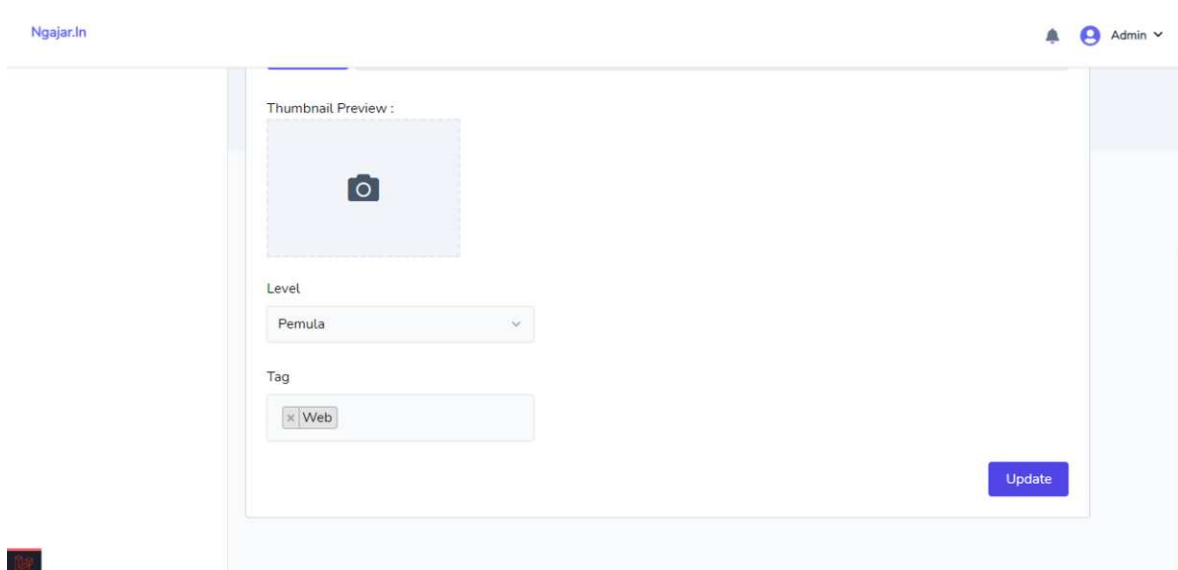 Ngajar.In
Admin
Thumbnail Preview :
Level
Pemula
Tag
× Web
Update